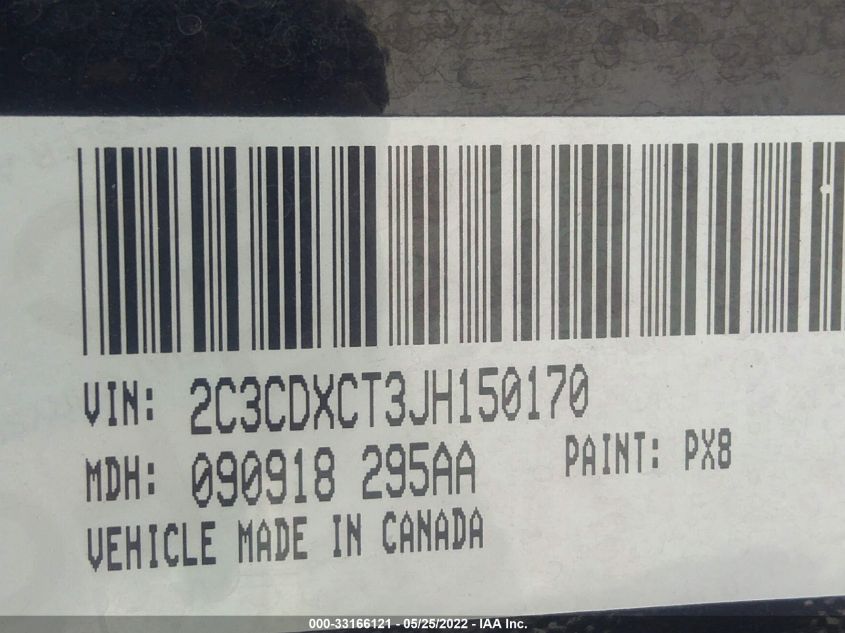 VIN: 2C3CDXCT3JH150170
MDH: 090918 295AA PAINT: PX8
VEHICLE MADE IN CANADA
000-33166121 - 05/25/2022 - IAA Inc.